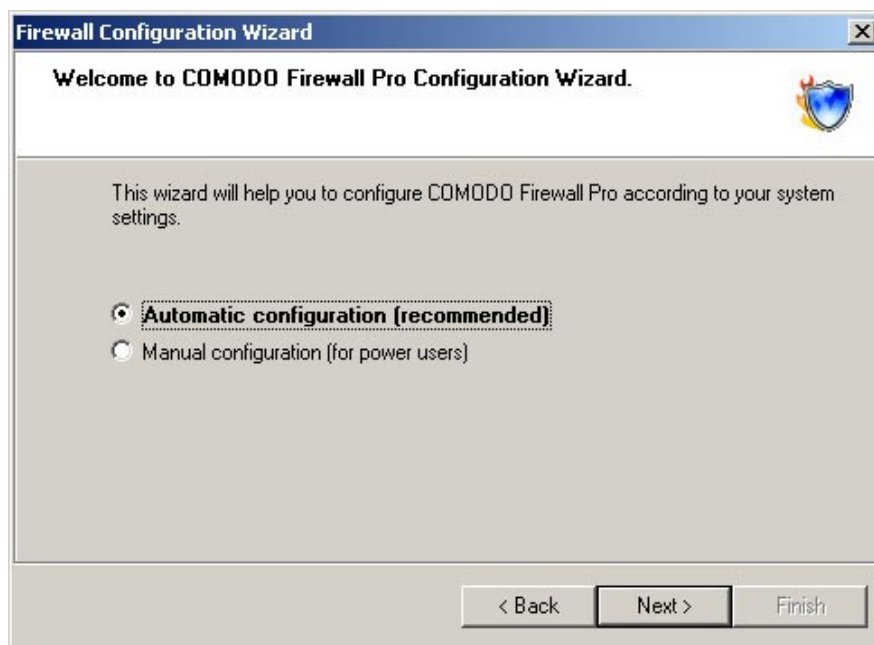 Firewall Configuration Wizard
Welcome to COMODO Firewall Pro Configuration Wizard.
This wizard will help you to configure COMODO Firewall Pro according to your system
settings.
Automatic configuration (recommended)
Manual configuration (for power users)
< Back
Next >
Finish